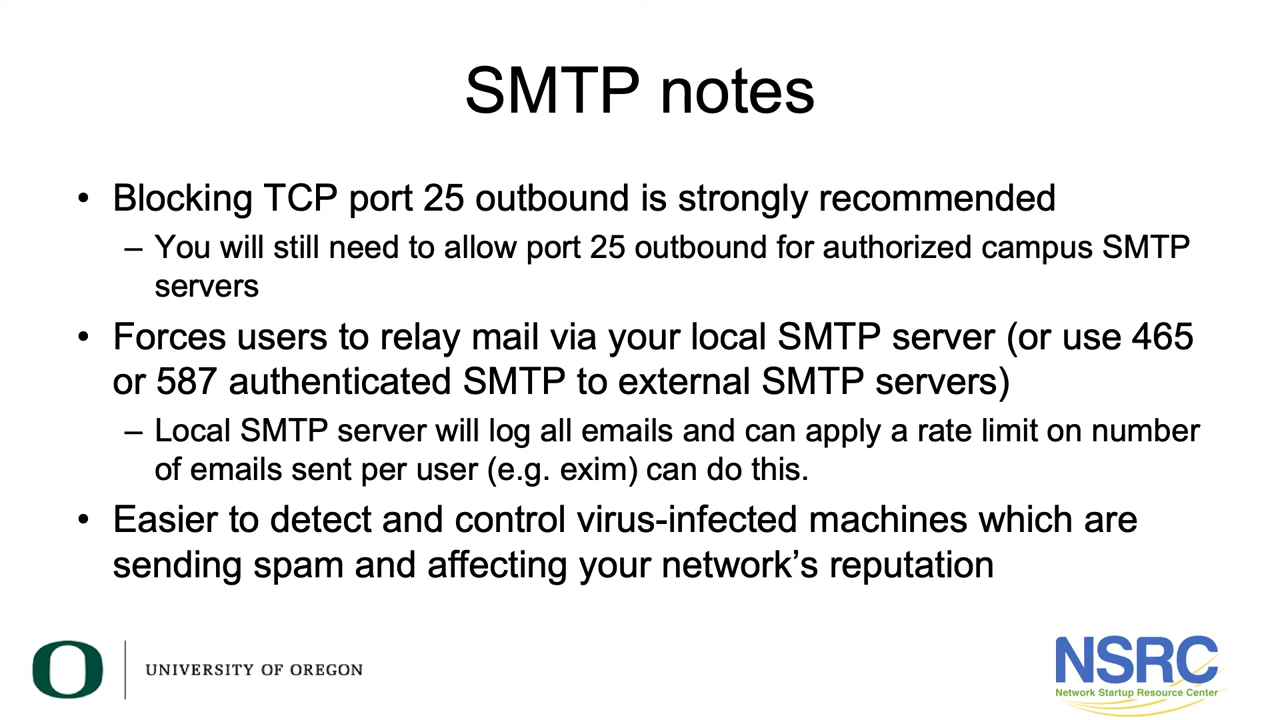 SMTP notes
• Blocking TCP port 25 outbound is strongly recommended
– You will still need to allow port 25 outbound for authorized campus SMTP
servers
• Forces users to relay mail via your local SMTP server (or use 465
or 587 authenticated SMTP to external SMTP servers)
– Local SMTP server will log all emails and can apply a rate limit on number
of emails sent per user (e.g. exim) can do this.
• Easier to detect and control virus-infected machines which are
sending spam and affecting your network’s reputation
O
UNIVERSITY OF OREGON
NSRC
Network Startup Resource Center